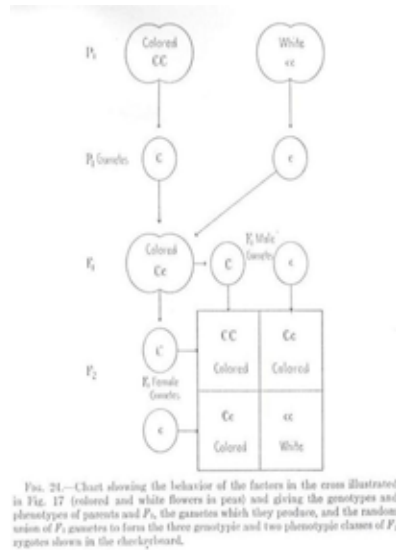 Colored
CC
White
cc
P₁
P₁ Gametes
C
c
F₁
Colored
Cc
F₁ Male
Gametes
C
c
F₂
C
F₁ Female
Gametes
c
CC
Colored
Cc
Colored
Cc
Colored
cc
White
FIG. 24.—Chart showing the behavior of the factors in the cross illustrated
in Fig. 17 (colored and white flowers in peas) and giving the genotypes and
phenotypes of parents and F₁, the gametes which they produce, and the random
union of F₁ gametes to form the three genotypic and two phenotypic classes of F₂
zygotes shown in the checkerboard.